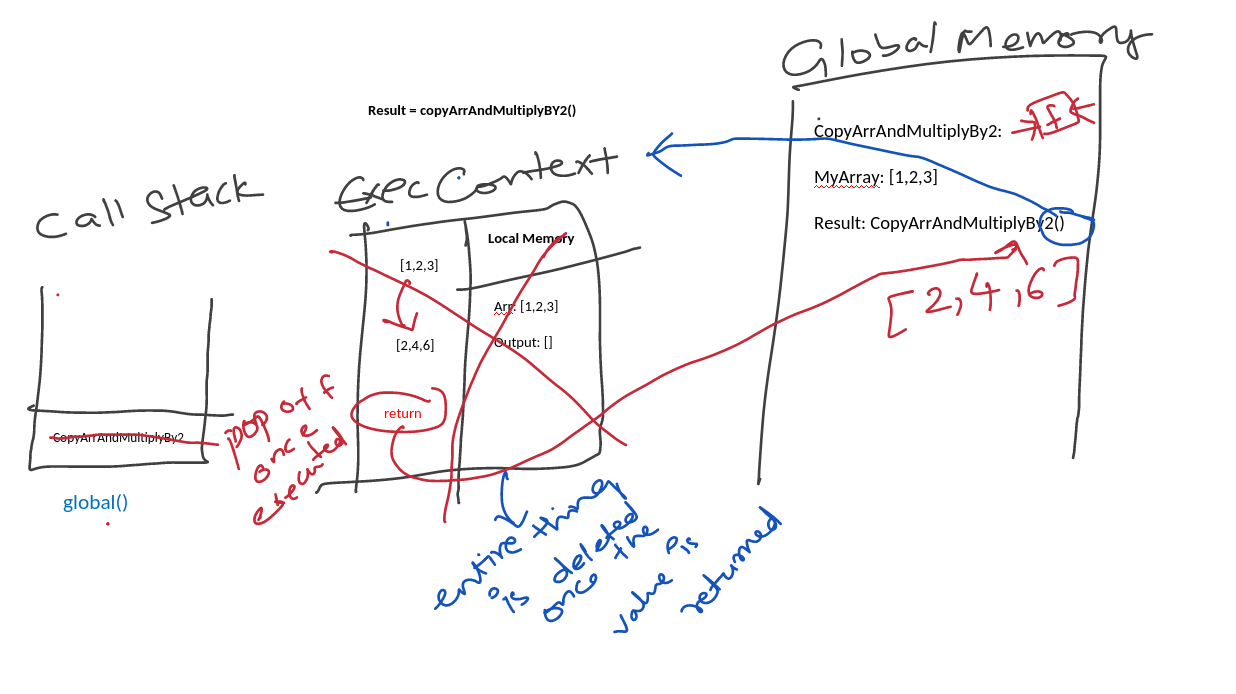 Global Memory
Result = copyArrAndMultiplyBY2()
CopyArrAndMultiplyBy2: f
MyArray: [1,2,3]
Result: CopyArrAndMultiplyBy2()
[2,4,6]
Exec Context
Local Memory
[1,2,3]
Arr: [1,2,3]
Output: []
[2,4,6]
return
Call Stack
CopyArrAndMultiplyBy2
pop off
once
executed
global()
entire thing
is deleted
once the
value is
returned